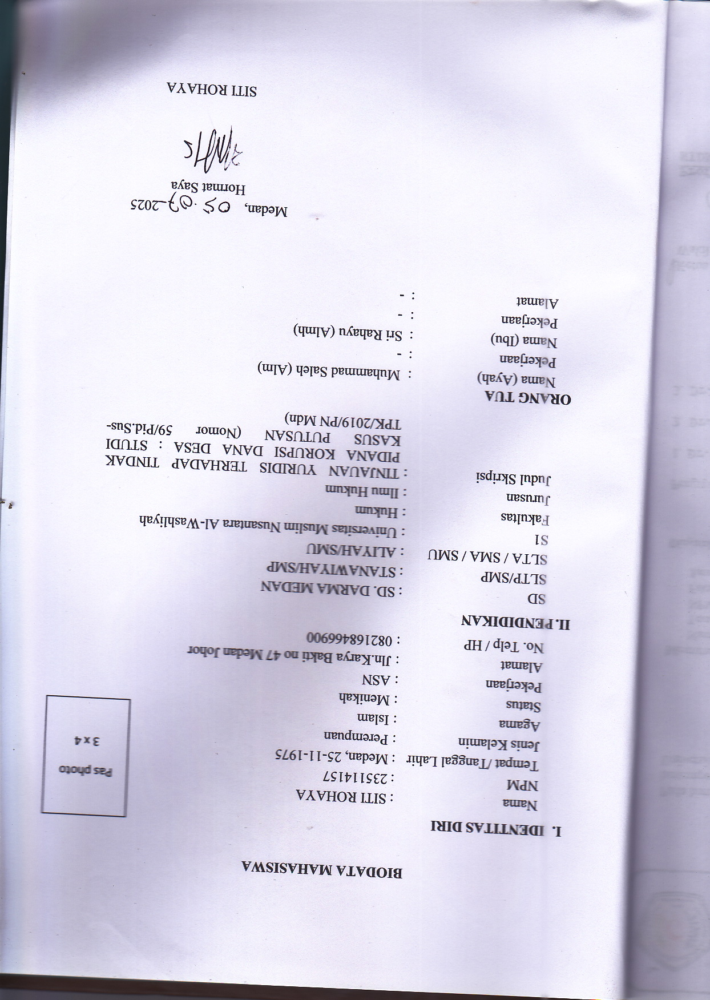 BIODATA MAHASISWA
I. IDENTITAS DIRI
Nama : SITI ROHAYA
NPM : 235114157
Tempat /Tanggal Lahir : Medan, 25-11-1975
Jenis Kelamin : Perempuan
Agama : Islam
Status : Menikah
Pekerjaan : ASN
Alamat : Jln.Karya Bakti no 47 Medan Johor
No. Telp / HP : 082168466900
Pas photo
3 x 4
II. PENDIDIKAN
SD : SD. DARMA MEDAN
SLTP/SMP : STANAWIYAH/SMP
SLTA / SMA / SMU : ALIYAH/SMU
S1 : Universitas Muslim Nusantara Al-Washliyah
Fakultas : Hukum
Jurusan : Ilmu Hukum
Judul Skripsi : TINJAUAN YURIDIS TERHADAP TINDAK
PIDANA KORUPSI DANA DESA : STUDI
KASUS PUTUSAN (Nomor 59/Pid.Sus-
TPK/2019/PN Mdn)
ORANG TUA
Nama (Ayah) : Muhammad Saleh (Alm)
Pekerjaan : -
Nama (Ibu) : Sri Rahayu (Almh)
Pekerjaan : -
Alamat : -
Medan, 05-07-2025
Hormat Saya
SITI ROHAYA